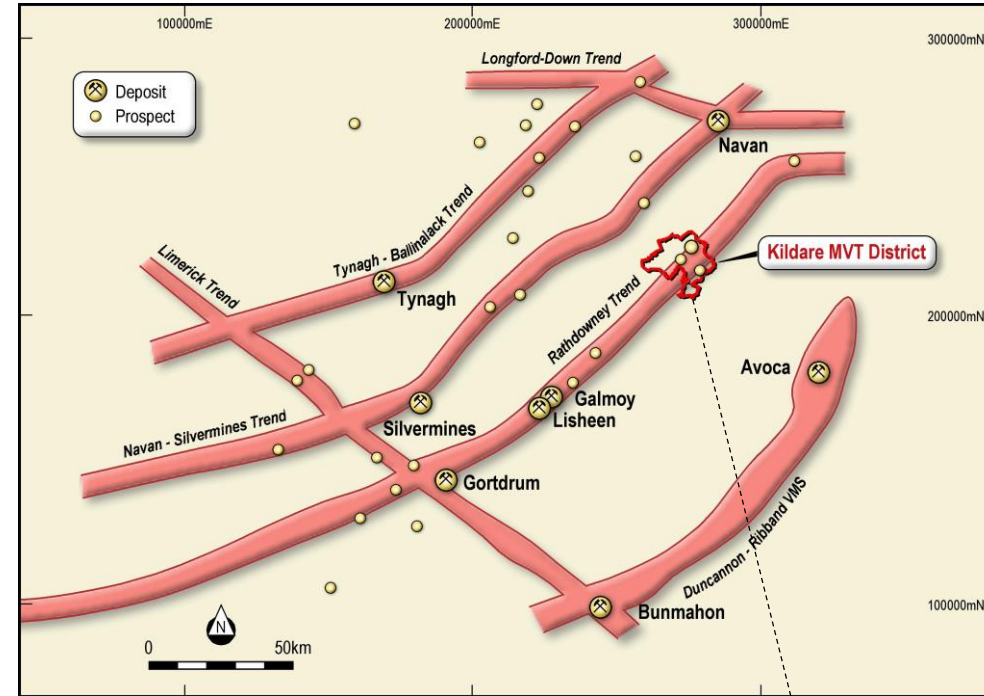 100000mE
200000mE
300000mE
300000mN
Longford-Down Trend
Deposit
Prospect
Navan
Tynagh - Ballinalack Trend
Kildare MVT District
Limerick Trend
Tynagh
Rathdowney Trend
200000mN
Avoca
Galmoy
Lisheen
Silvermines
Navan - Silvermines Trend
Gortdrum
Duncannon - Ribband VMS
Bunmahon
100000mN
N
0
50km